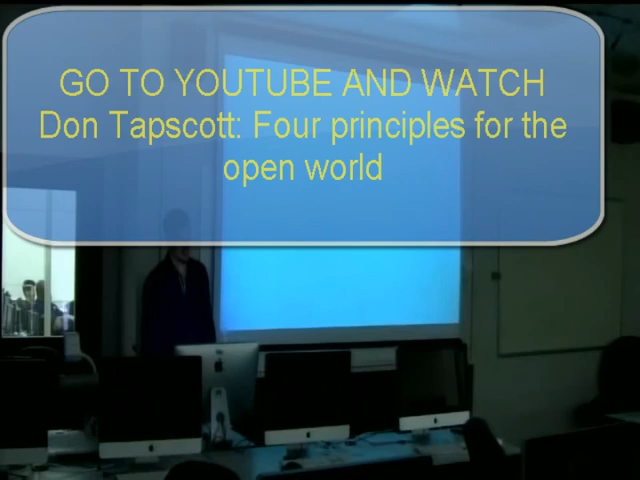 GO TO YOUTUBE AND WATCH
Don Tapscott: Four principles for the
open world